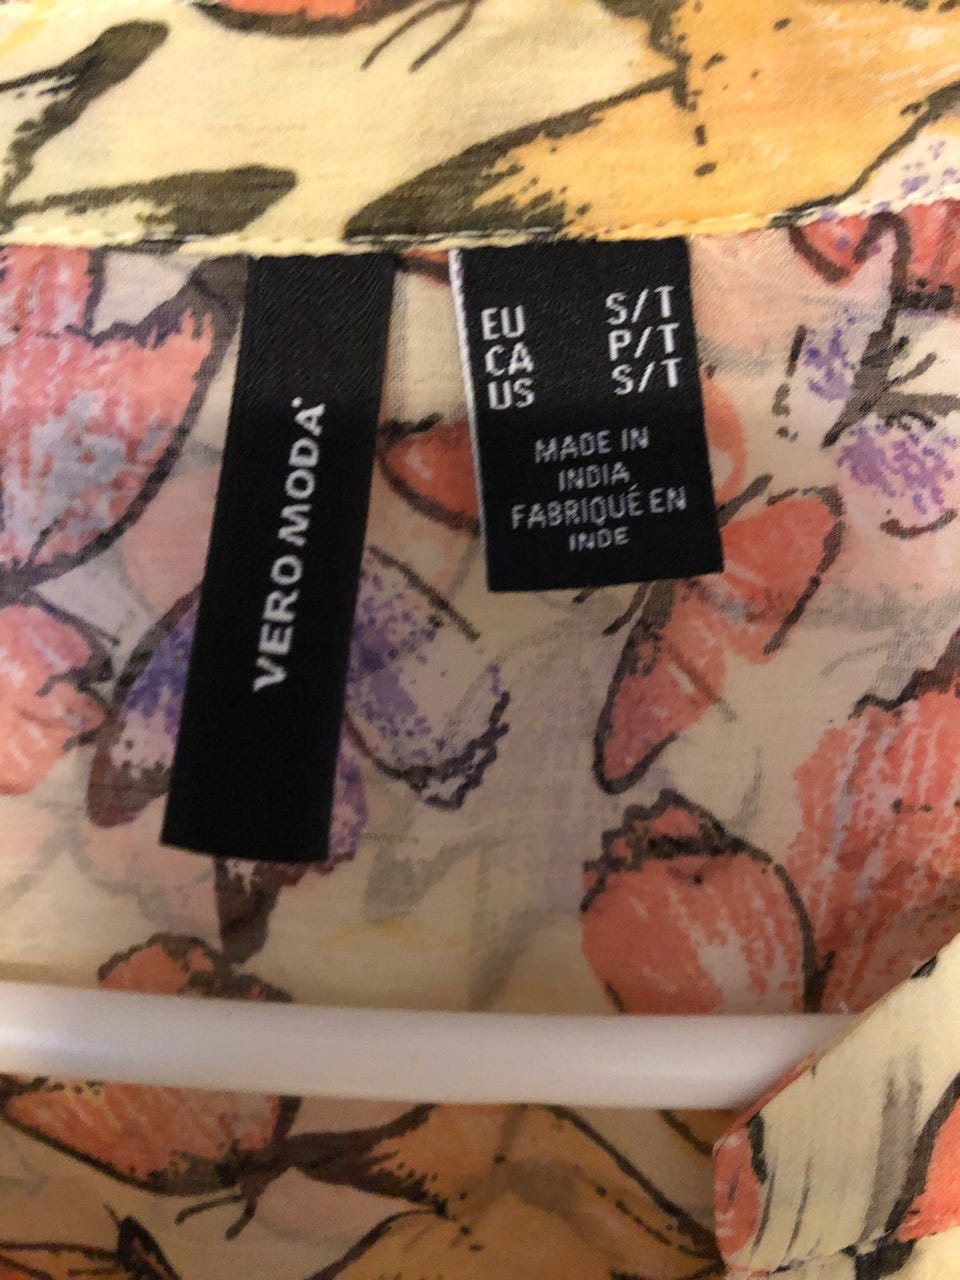 VERO MODA
EU S/T
CA P/T
US S/T
MADE IN
INDIA
FABRIQUÉ EN
INDE